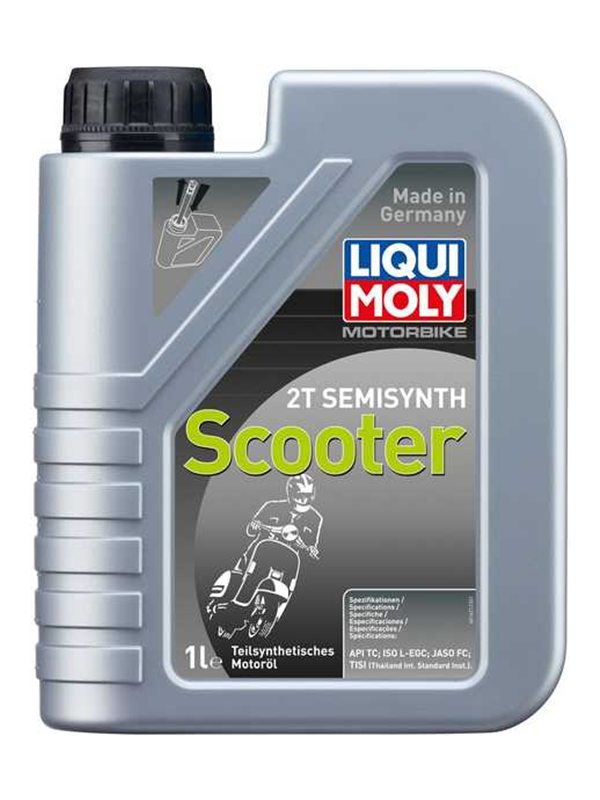 Made in
Germany
LIQUI
MOLY
MOTORBIKE
2T SEMISYNTH
Scooter
Spezifikationen /
Specifications /
Specifiche /
Especificaciones /
Especificações /
Spécifications:
API TC; ISO L-EGC; JASO FC;
TISI (Thailand int. Standard Inst.).
1L e Teilsynthetisches
Motoröl